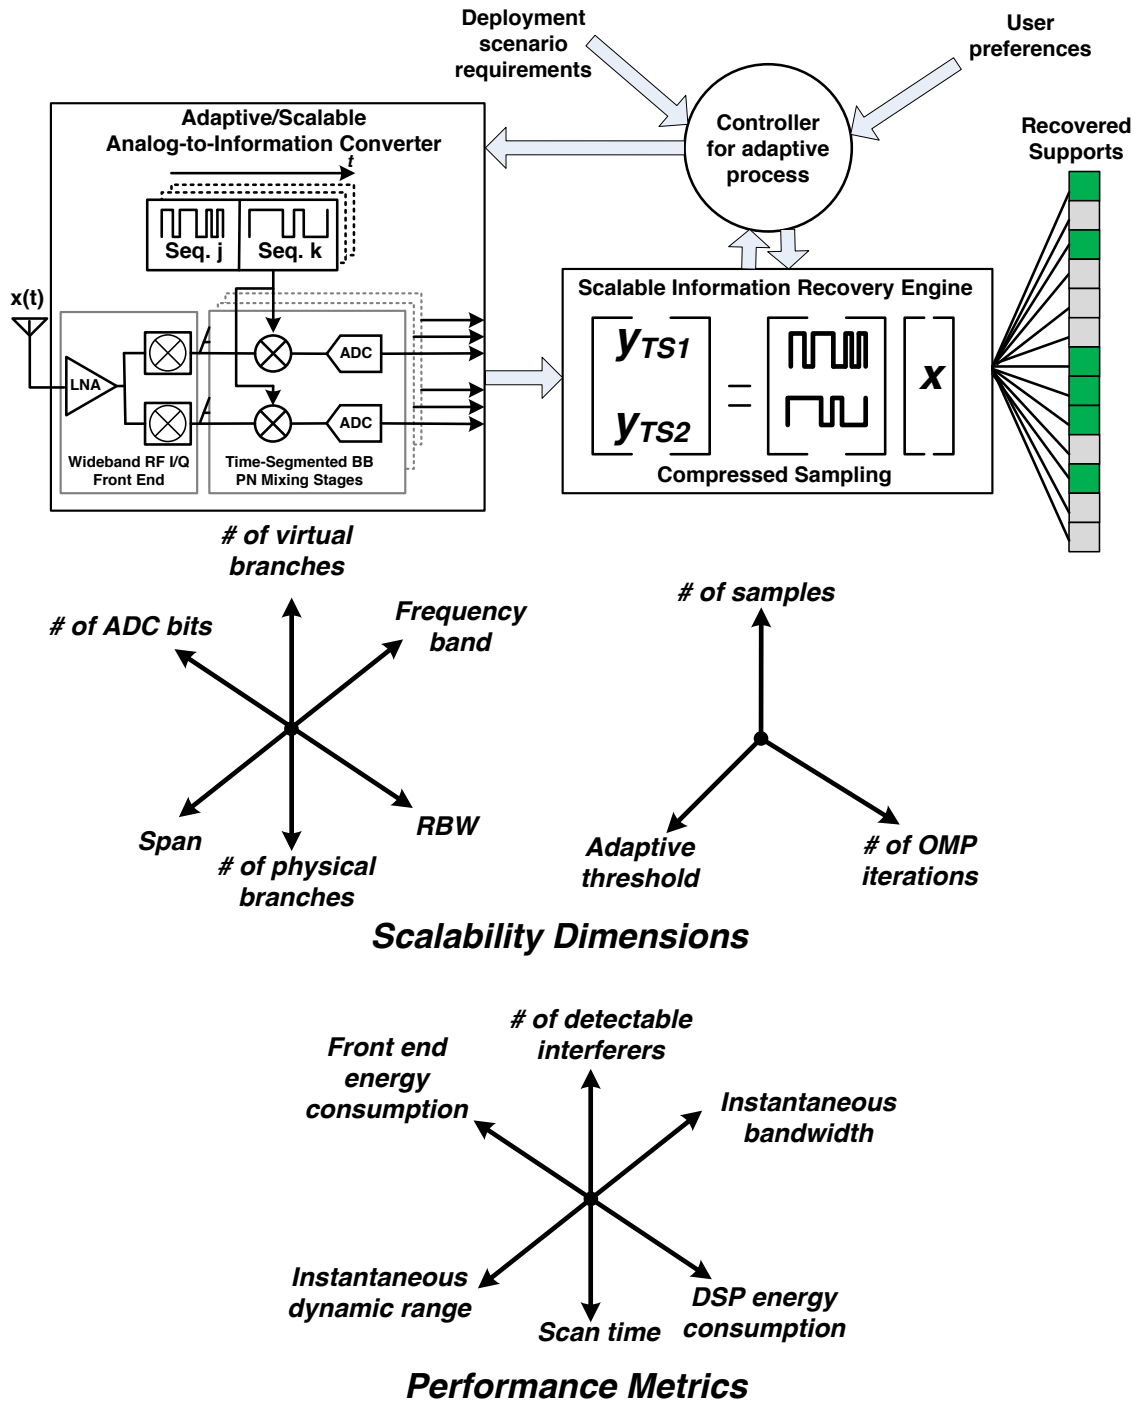 Deployment
scenario
requirements
User
preferences
Adaptive/Scalable
Analog-to-Information Converter
t
Seq. j
Seq. k
Controller
for adaptive
process
Recovered
Supports
x(t)
LNA
ADC
ADC
Wideband RF I/Q
Front End
Time-Segmented BB
PN Mixing Stages
Scalable Information Recovery Engine
yTS1
=
x
yTS2
Compressed Sampling
# of virtual
branches
# of ADC bits
Frequency
band
Span
RBW
# of physical
branches
# of samples
Adaptive
threshold
# of OMP
iterations
Scalability Dimensions
# of detectable
interferers
Front end
energy
consumption
Instantaneous
bandwidth
Instantaneous
dynamic range
Scan time
DSP energy
consumption
Performance Metrics